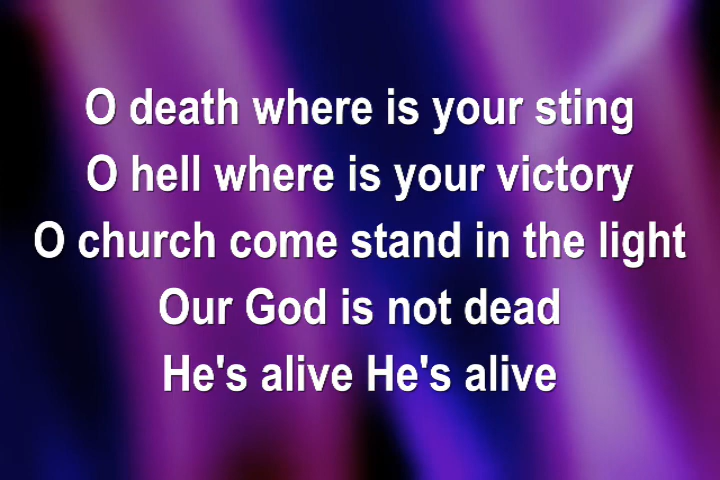 O death where is your sting
O hell where is your victory
O church come stand in the light
Our God is not dead
He's alive He's alive